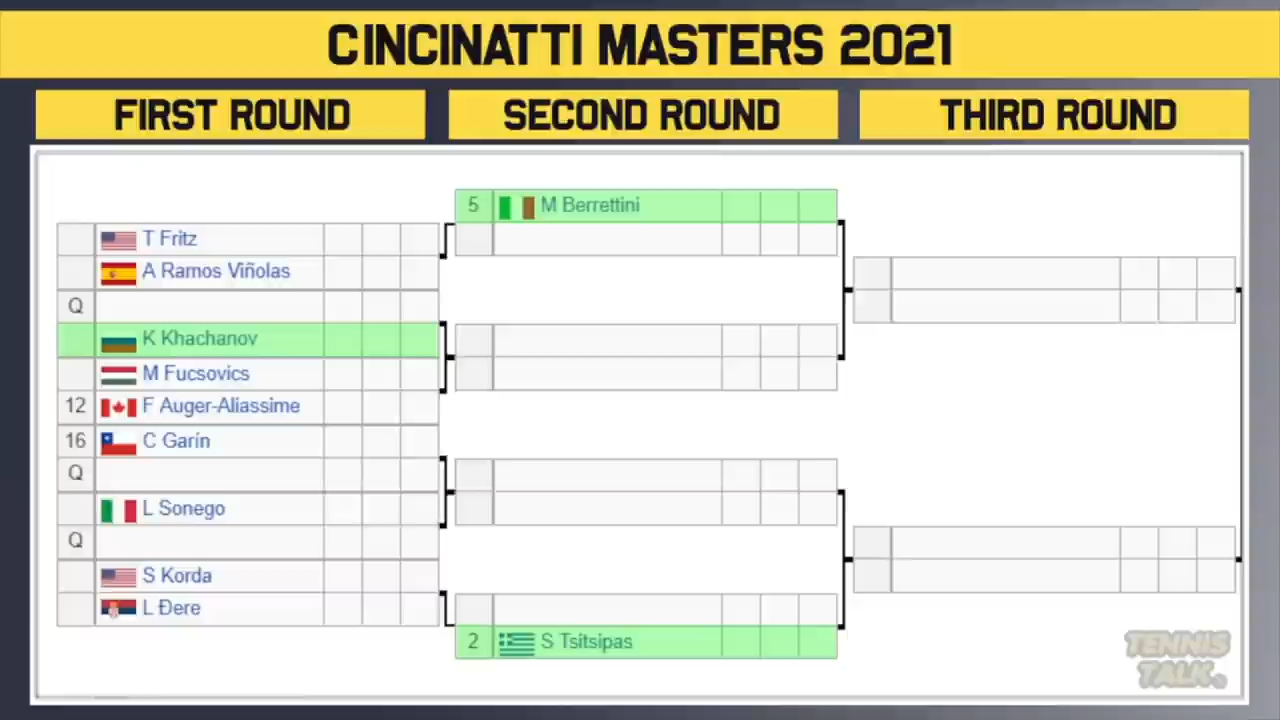 CINCINATTI MASTERS 2021
FIRST ROUND
SECOND ROUND
THIRD ROUND
5 M Berrettini
T Fritz
A Ramos Viñolas
Q
K Khachanov
M Fucsovics
12 F Auger-Aliassime
16 C Garín
Q
L Sonego
Q
S Korda
L Đere
2 S Tsitsipas
TENNIS
TALK